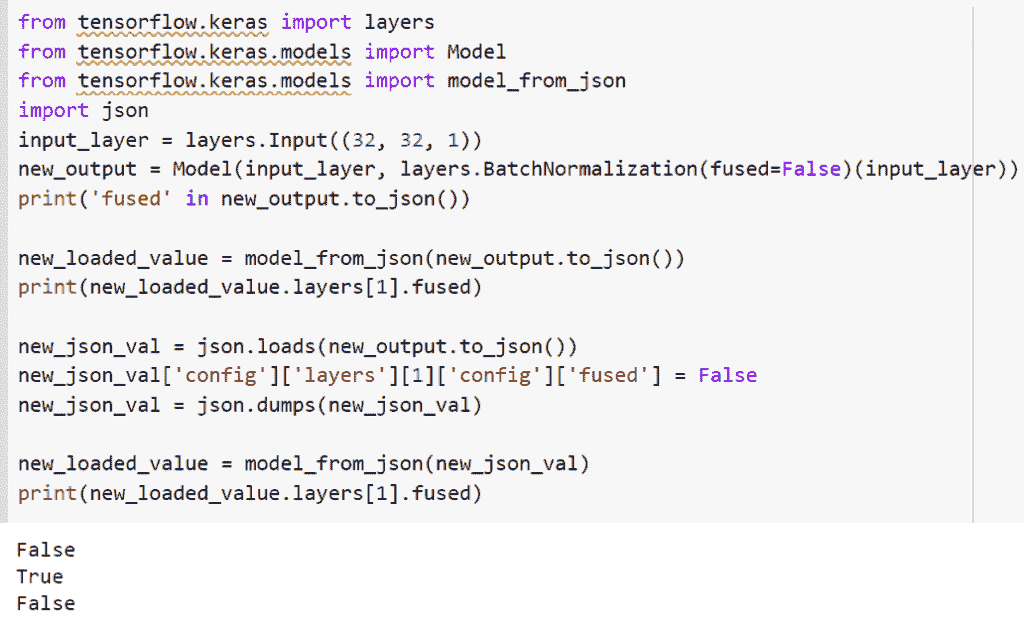 from tensorflow.keras import layers
from tensorflow.keras.models import Model
from tensorflow.keras.models import model_from_json
import json
input_layer = layers.Input((32, 32, 1))
new_output = Model(input_layer, layers.BatchNormalization(fused=False)(input_layer))
print('fused' in new_output.to_json())
new_loaded_value = model_from_json(new_output.to_json())
print(new_loaded_value.layers[1].fused)
new_json_val = json.loads(new_output.to_json())
new_json_val['config']['layers'][1]['config']['fused'] = False
new_json_val = json.dumps(new_json_val)
new_loaded_value = model_from_json(new_json_val)
print(new_loaded_value.layers[1].fused)
False
True
False